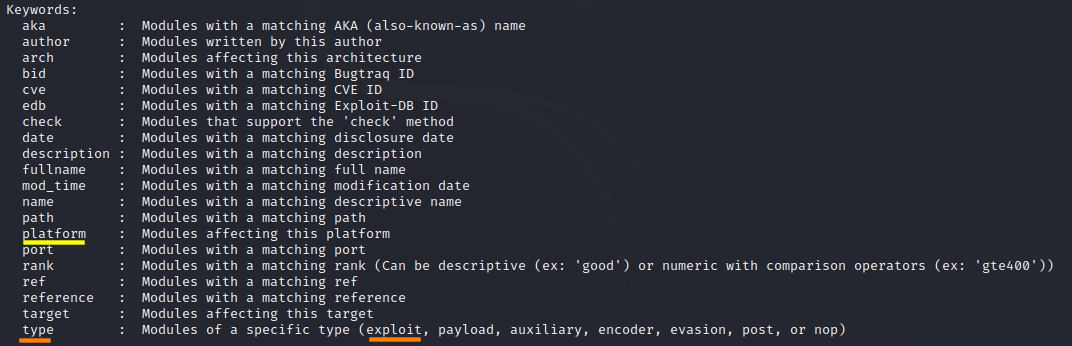 Keywords:
  aka         :  Modules with a matching AKA (also-known-as) name
  author      :  Modules written by this author
  arch        :  Modules affecting this architecture
  bid         :  Modules with a matching Bugtraq ID
  cve         :  Modules with a matching CVE ID
  edb         :  Modules with a matching Exploit-DB ID
  check       :  Modules that support the 'check' method
  date        :  Modules with a matching disclosure date
  description :  Modules with a matching description
  fullname    :  Modules with a matching full name
  mod_time    :  Modules with a matching modification date
  name        :  Modules with a matching descriptive name
  path        :  Modules with a matching path
  platform    :  Modules affecting this platform
  port        :  Modules with a matching port
  rank        :  Modules with a matching rank (Can be descriptive (ex: 'good') or numeric with comparison operators (ex: 'gte400'))
  ref         :  Modules with a matching ref
  reference   :  Modules with a matching reference
  target      :  Modules affecting this target
  type        :  Modules of a specific type (exploit, payload, auxiliary, encoder, evasion, post, or nop)